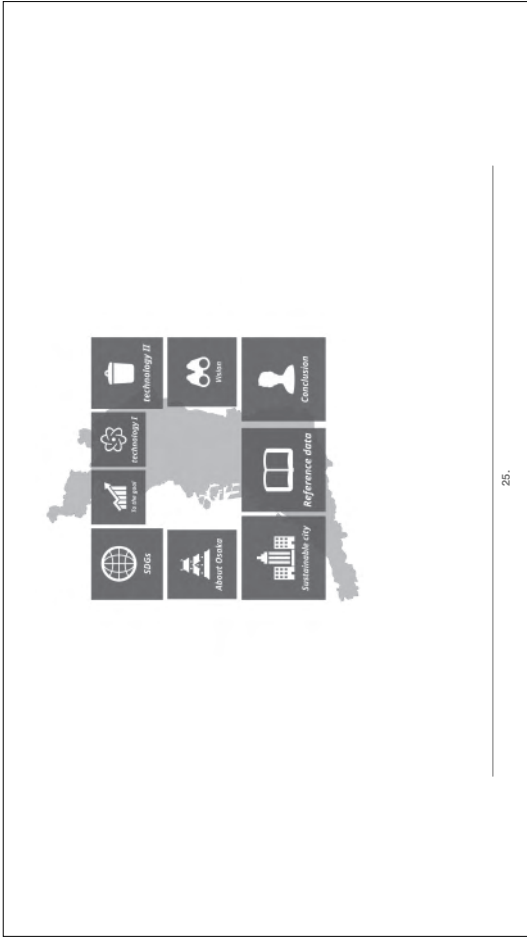 SDGs
To the goal
technology I
technology II
About Osaka
Vision
Sustainable city
Reference data
Conclusion
25.